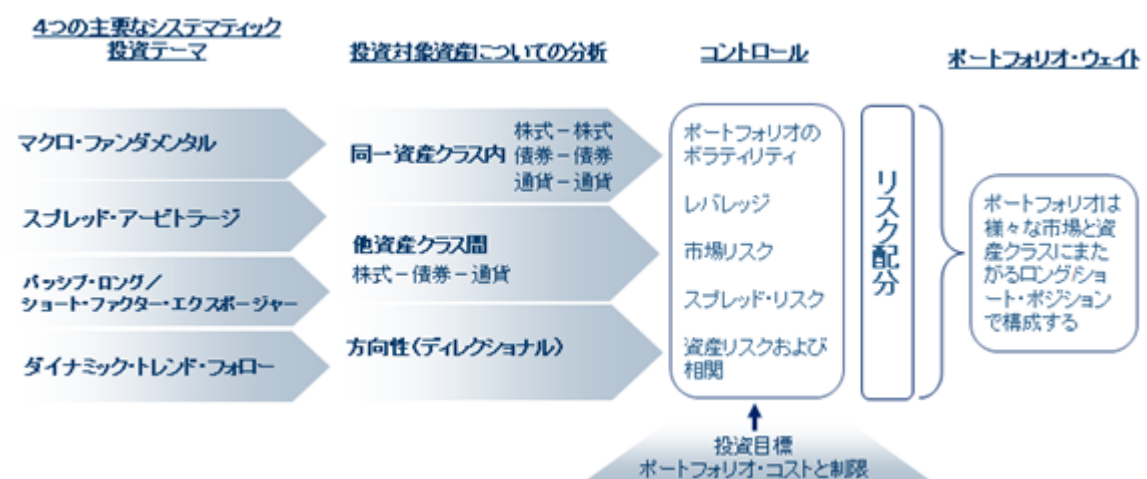 4つの主要なシステマティック
投資テーマ
投資対象資産についての分析
コントロール
ポートフォリオ・ウェイト
マクロ・ファンダメンタル
スプレッド・アービトラージ
パッシブ・ロング／
ショート・ファクター・エクスポージャー
ダイナミック・トレンド・フォロー
同一資産クラス内
株式－株式
債券－債券
通貨－通貨
他資産クラス間
株式－債券－通貨
方向性(ディレクショナル)
ポートフォリオの
ボラティリティ
レバレッジ
市場リスク
スプレッド・リスク
資産リスクおよび
相関
リスク配分
ポートフォリオは
様々な市場と資
産クラスにまた
がるロング/ショ
ート・ポジション
で構成する
投資目標
ポートフォリオ・コストと制限